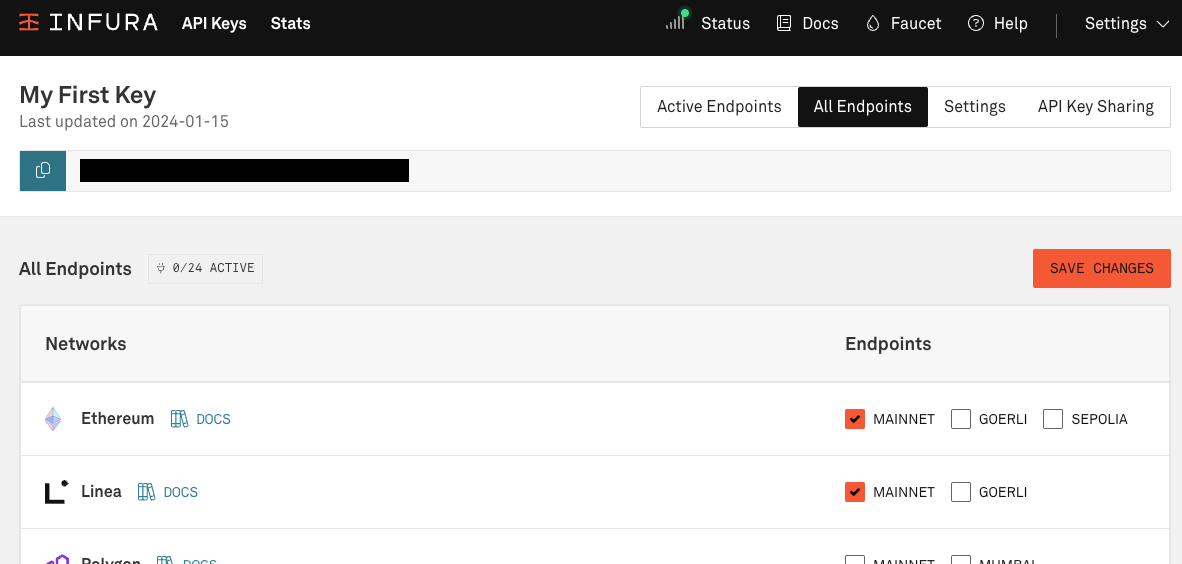 INFURA API Keys Stats Status Docs Faucet Help Settings
My First Key
Last updated on 2024-01-15
Active Endpoints All Endpoints Settings API Key Sharing
All Endpoints 0/24 ACTIVE SAVE CHANGES
Networks Endpoints
Ethereum DOCS MAINNET GOERLI SEPOLIA
Linea DOCS MAINNET GOERLI
Polygon DOCS MAINNET MUMBAI